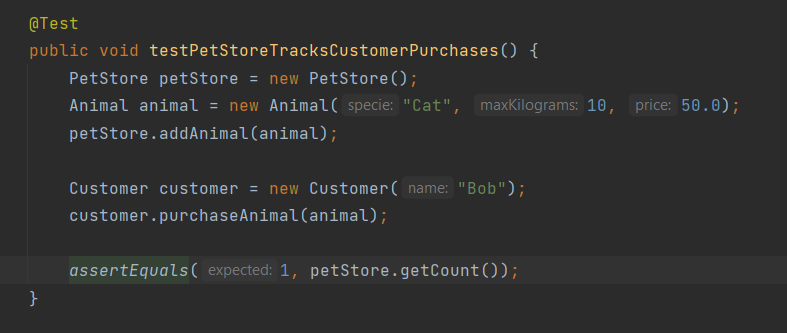 @Test
public void testPetStoreTracksCustomerPurchases() {
PetStore petStore = new PetStore();
Animal animal = new Animal( specie: "Cat", maxKilograms: 10, price: 50.0);
petStore.addAnimal(animal);
Customer customer = new Customer( name: "Bob");
customer.purchaseAnimal(animal);
assertEquals( expected: 1, petStore.getCount());
}